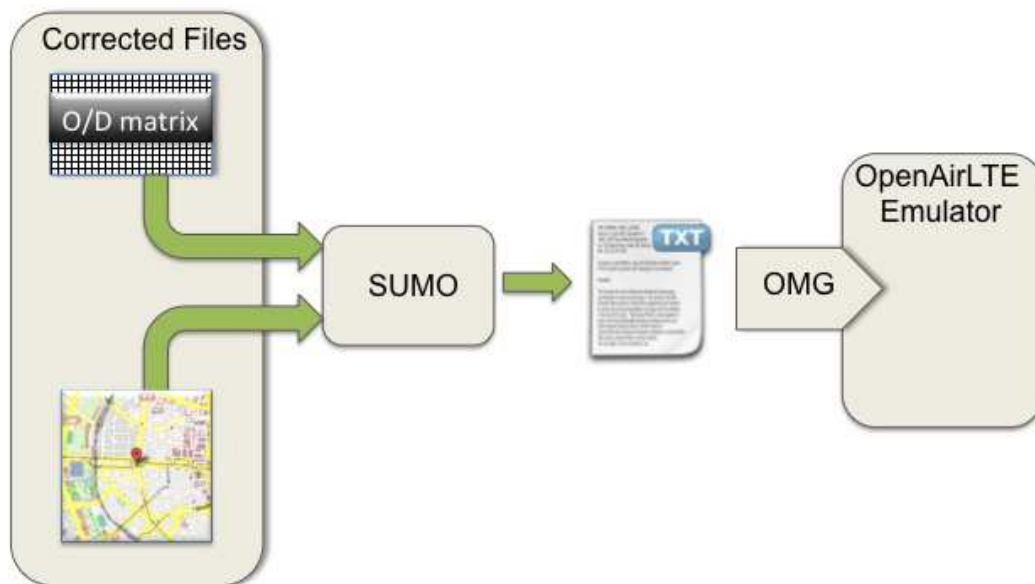 Corrected Files
O/D matrix
OpenAirLTE
Emulator
SUMO
TXT
OMG